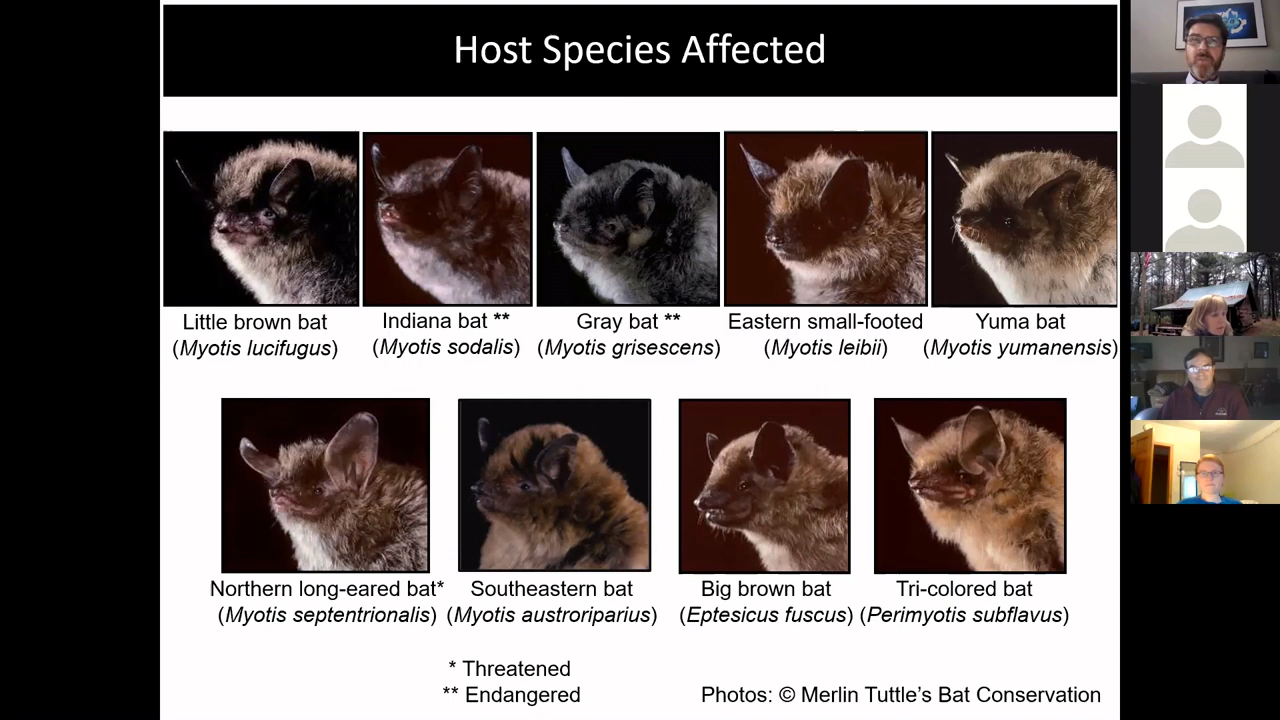 Host Species Affected
Little brown bat
(Myotis lucifugus)
Indiana bat **
(Myotis sodalis)
Gray bat **
(Myotis grisescens)
Eastern small-footed
(Myotis leibii)
Yuma bat
(Myotis yumanensis)
Northern long-eared bat*
(Myotis septentrionalis)
Southeastern bat
(Myotis austroriparius)
Big brown bat
(Eptesicus fuscus)
Tri-colored bat
(Perimyotis subflavus)
* Threatened
** Endangered
Photos: © Merlin Tuttle’s Bat Conservation